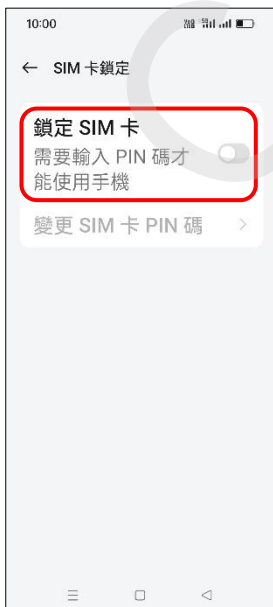 10:00
← SIM 卡鎖定
鎖定 SIM 卡
需要輸入 PIN 碼才
能使用手機
變更 SIM 卡 PIN 碼 >